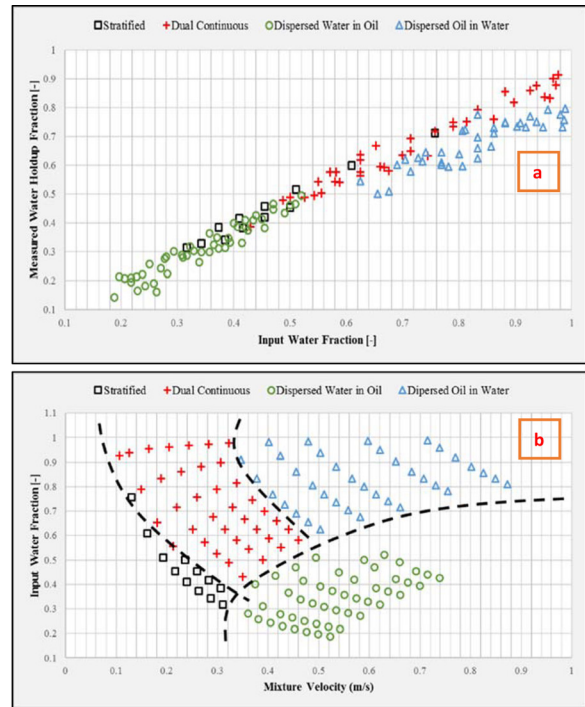 Stratified Dual Continuous Dispersed Water in Oil Dispersed Oil in Water
1
0.9
0.8
0.7
0.6
0.5
0.4
0.3
0.2
0.1
0
Measured Water Holdup Fraction [-]
a
0.1 0.2 0.3 0.4 0.5 0.6 0.7 0.8 0.9 1
Input Water Fraction [-]
Stratified Dual Continuous Dispersed Water in Oil Dipersed Oil in Water
1.1
1
0.9
0.8
0.7
0.6
0.5
0.4
0.3
0.2
0.1
Input Water Fraction [-]
b
0 0.1 0.2 0.3 0.4 0.5 0.6 0.7 0.8 0.9 1
Mixture Velocity (m/s)